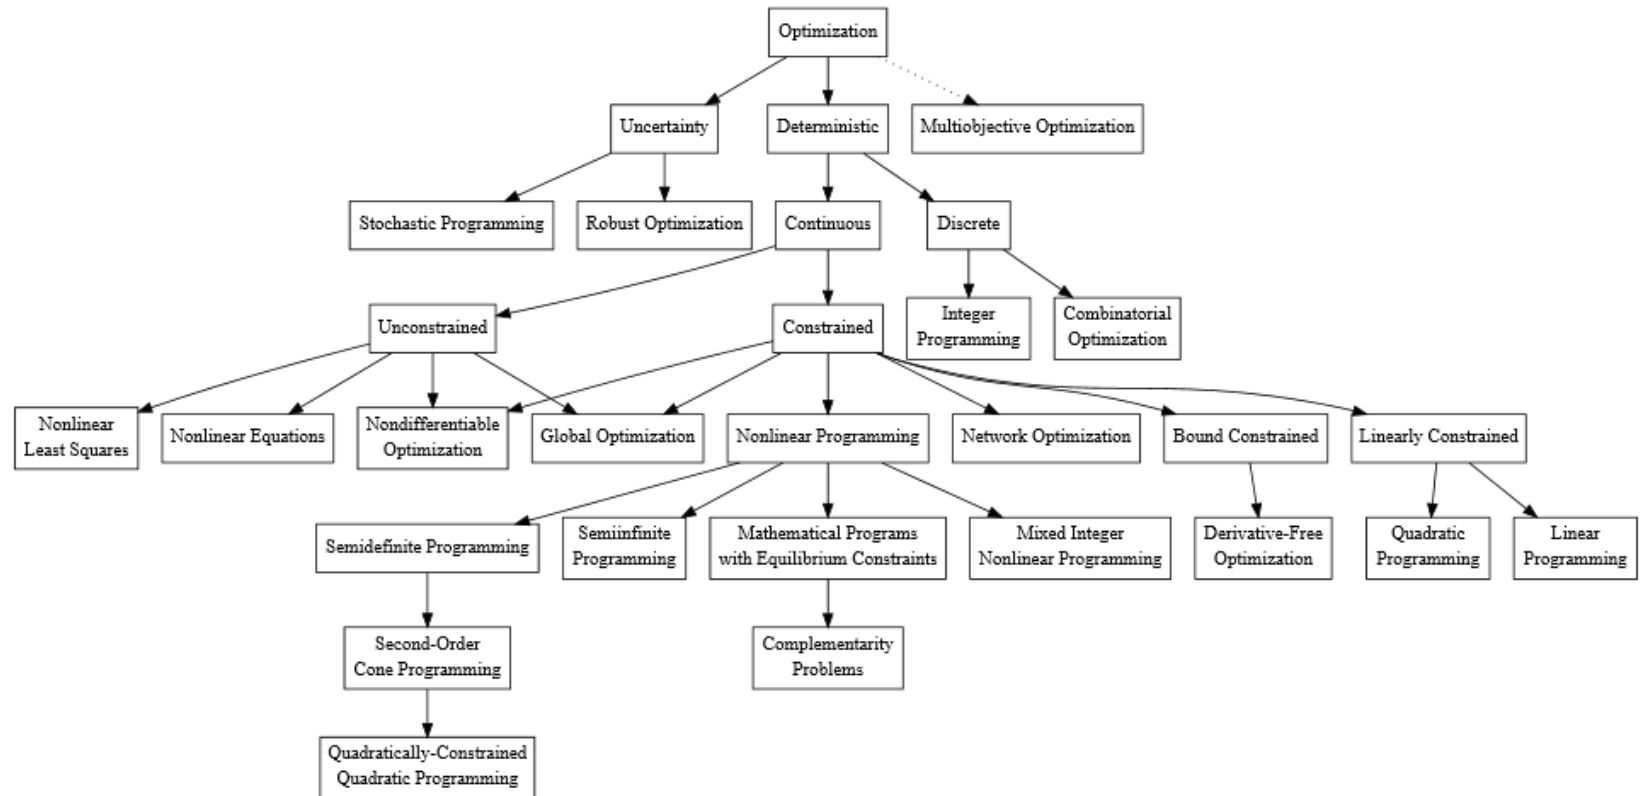 Optimization
Uncertainty
Deterministic
Multiobjective Optimization
Stochastic Programming
Robust Optimization
Continuous
Discrete
Unconstrained
Constrained
Integer
Programming
Combinatorial
Optimization
Nonlinear
Least Squares
Nonlinear Equations
Nondifferentiable
Optimization
Global Optimization
Nonlinear Programming
Network Optimization
Bound Constrained
Linearly Constrained
Semidefinite Programming
Semiinfinite
Programming
Mathematical Programs
with Equilibrium Constraints
Mixed Integer
Nonlinear Programming
Derivative-Free
Optimization
Quadratic
Programming
Linear
Programming
Second-Order
Cone Programming
Complementarity
Problems
Quadratically-Constrained
Quadratic Programming